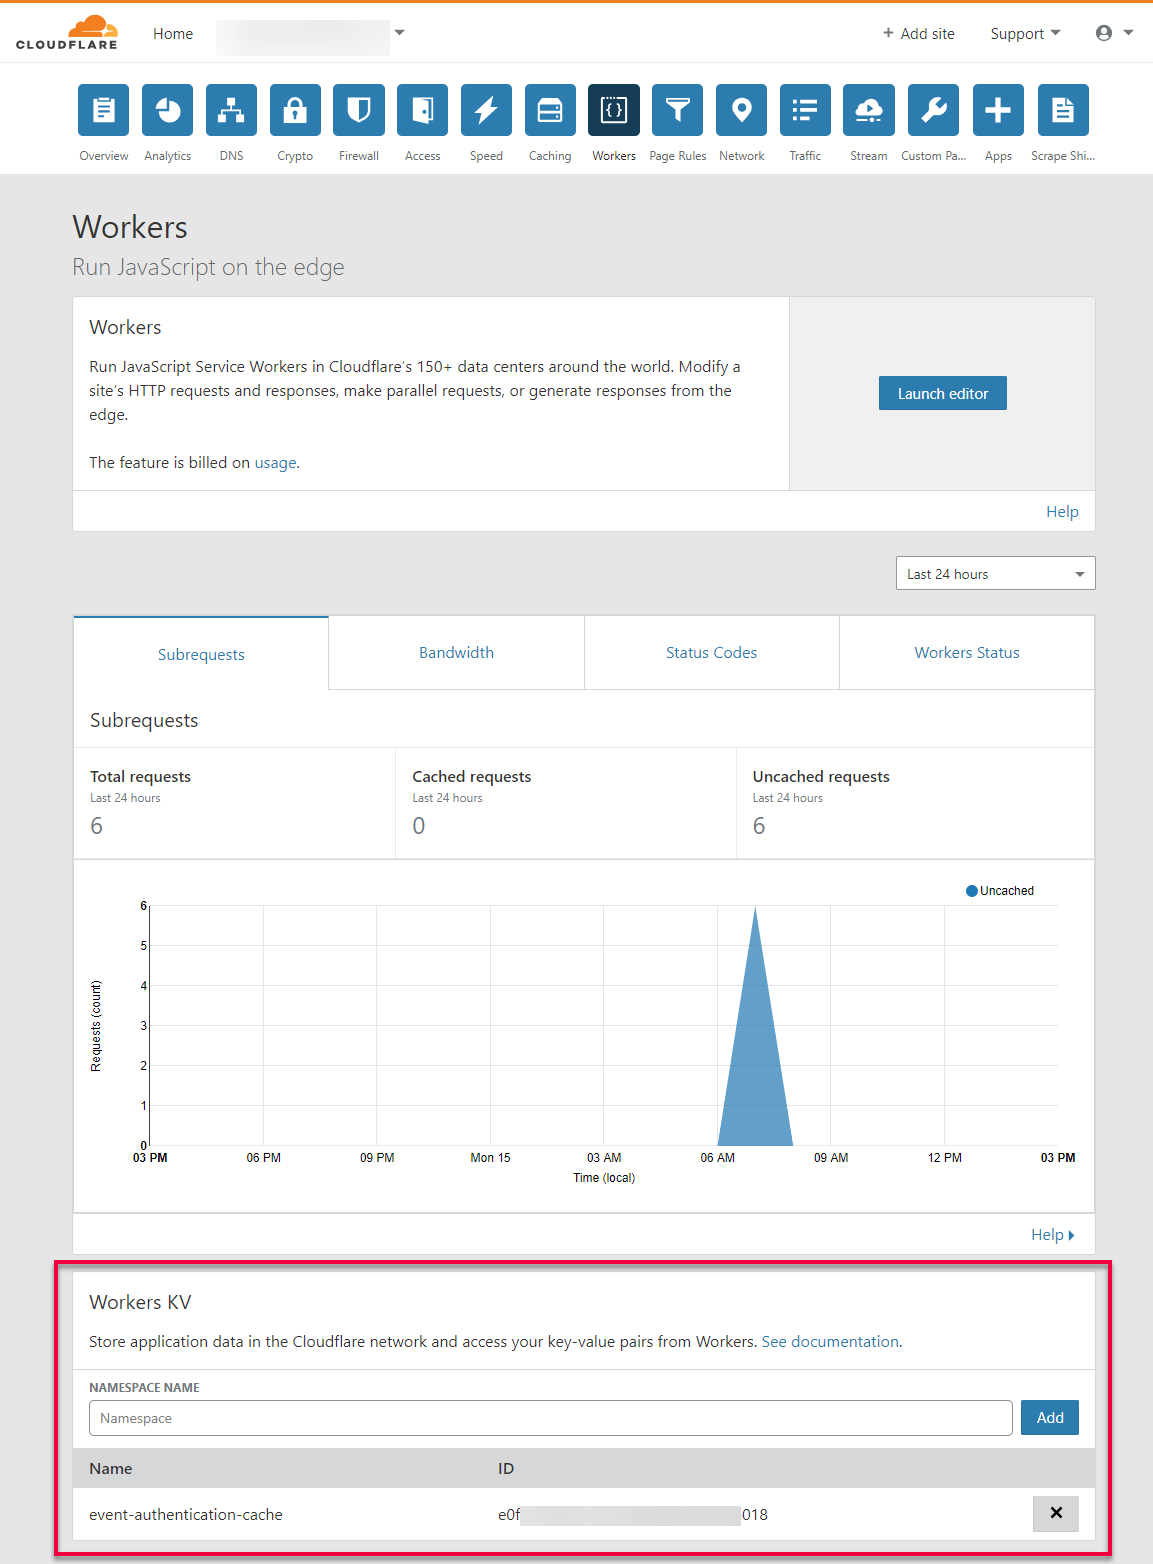 CLOUDFLARE
Home
+ Add site
Support
Overview
Analytics
DNS
Crypto
Firewall
Access
Speed
Caching
Workers
Page Rules
Network
Traffic
Stream
Custom Pa...
Apps
Scrape Shi...
Workers
Run JavaScript on the edge
Workers
Run JavaScript Service Workers in Cloudflare's 150+ data centers around the world. Modify a
site's HTTP requests and responses, make parallel requests, or generate responses from the
edge.
The feature is billed on usage.
Launch editor
Help
Last 24 hours
Subrequests
Bandwidth
Status Codes
Workers Status
Subrequests
Total requests
Last 24 hours
6
Cached requests
Last 24 hours
0
Uncached requests
Last 24 hours
6
Uncached
Requests (count)
6
5
4
3
2
1
0
03 PM
06 PM
09 PM
Mon 15
03 AM
06 AM
09 AM
12 PM
03 PM
Time (local)
Help
Workers KV
Store application data in the Cloudflare network and access your key-value pairs from Workers. See documentation.
NAMESPACE NAME
Namespace
Add
Name
ID
event-authentication-cache
e0f
018